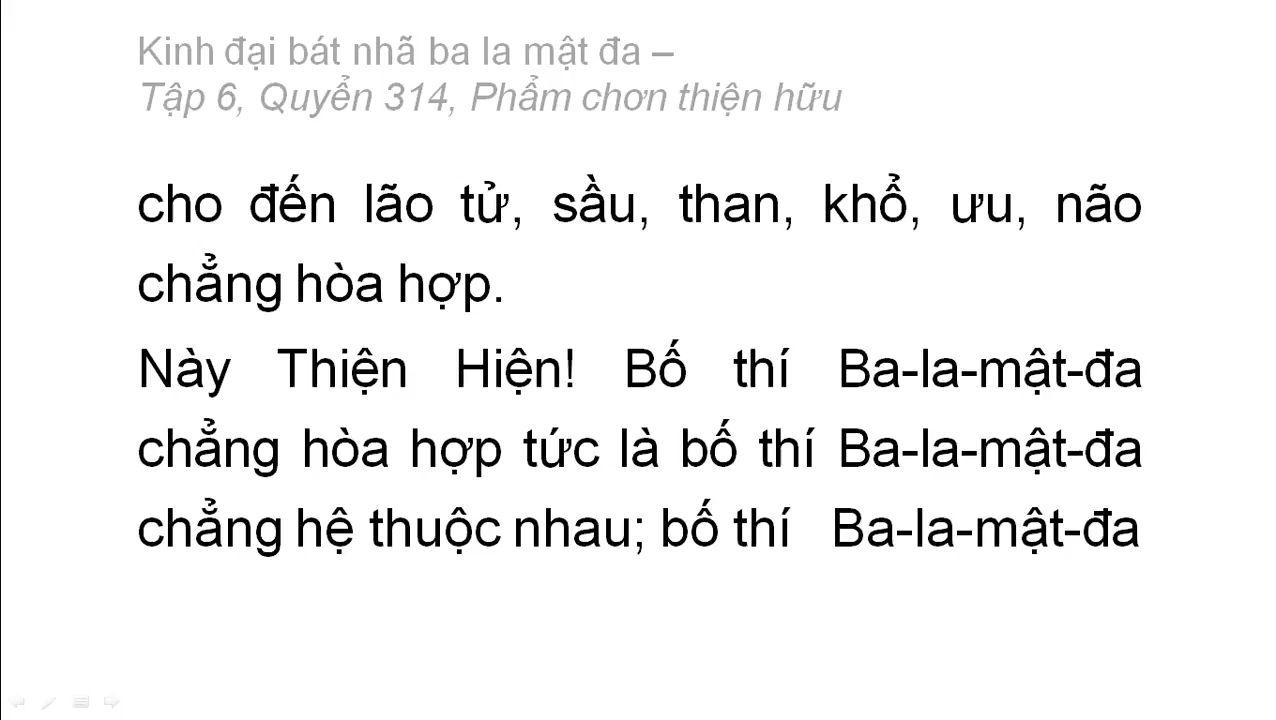 Kinh đại bát nhã ba la mật đa –
Tập 6, Quyển 314, Phẩm chơn thiện hữu
cho đến lão tử, sầu, than, khổ, ưu, não
chẳng hòa hợp.
Này Thiện Hiện! Bố thí Ba-la-mật-đa
chẳng hòa hợp tức là bố thí Ba-la-mật-đa
chẳng hệ thuộc nhau; bố thí Ba-la-mật-đa